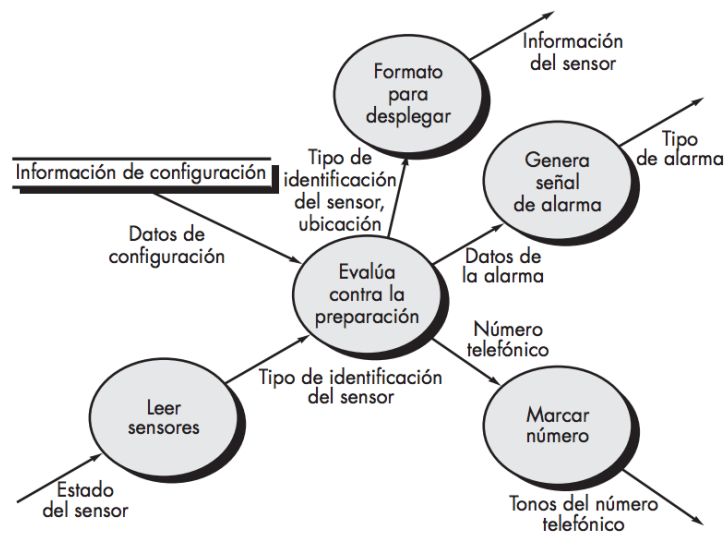 Formato
para
desplegar
Información
del sensor
Tipo de
identificación
del sensor,
ubicación
Genera
señal
de alarma
Tipo
de alarma
Información de configuración
Datos de
configuración
Evalúa
contra la
preparación
Datos de
la alarma
Número
telefónico
Tipo de identificación
del sensor
Leer
sensores
Marcar
número
Estado
del sensor
Tonos del número
telefónico